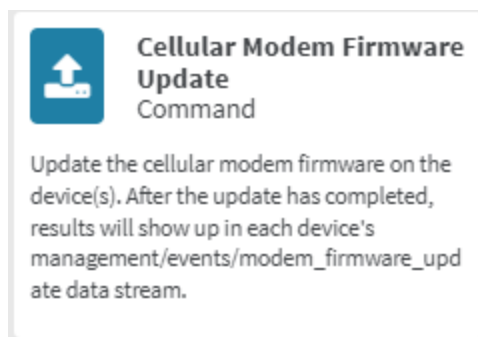 Cellular Modem Firmware
Update
Command
Update the cellular modem firmware on the
device(s). After the update has completed,
results will show up in each device's
management/events/modem_firmware_upd
ate data stream.